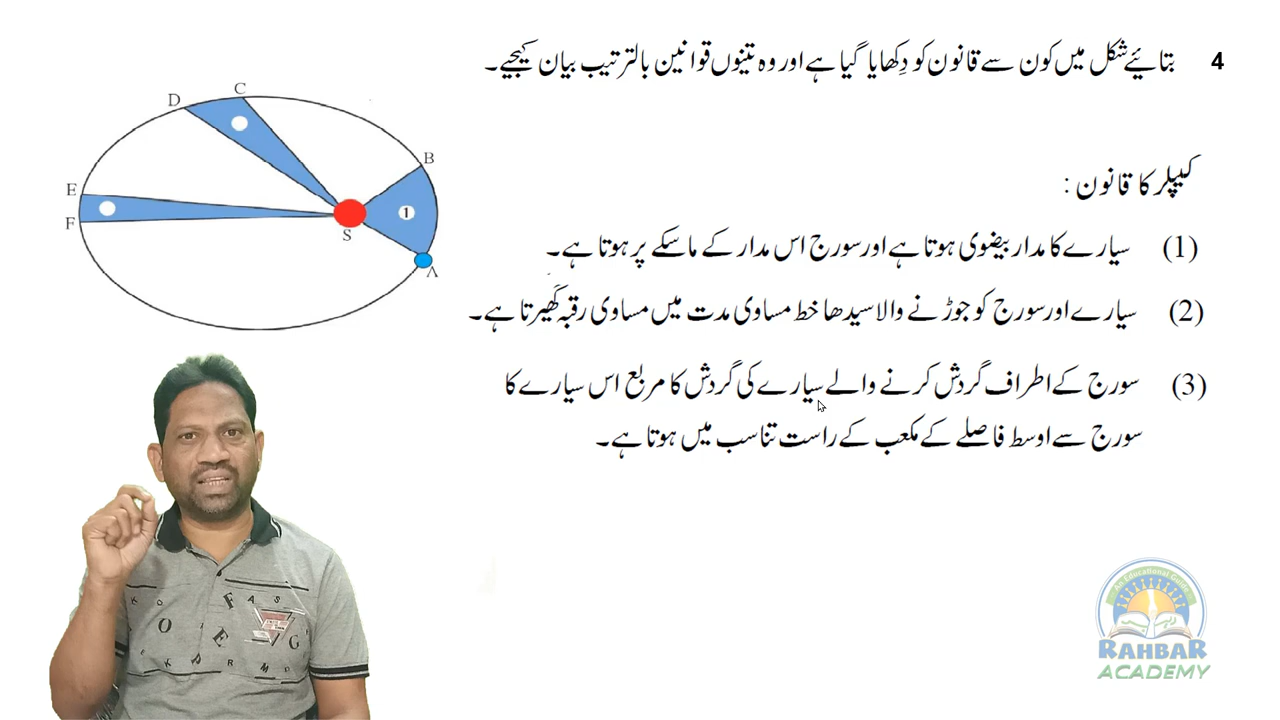 4 بتائیے شکل میں کون سے قانون کو دِکھایا گیا ہے اور وہ تینوں قوانین بالترتیب بیان کیجیے۔
کیپلر کا قانون :
(1) سیارے کا مدار بیضوی ہوتا ہے اور سورج اس مدار کے ماسکے پر ہوتا ہے۔
(2) سیارے اور سورج کو جوڑنے والا سیدھا خط مساوی مدت میں مساوی رقبہ گھیرتا ہے۔
(3) سورج کے اطراف گردش کرنے والے سیارے کی گردش کا مربع اس سیارے کا
سورج سے اوسط فاصلے کے مکعب کے راست تناسب میں ہوتا ہے۔
C
D
B
E
F
1
S
A
An Educational Guide
RAHBAR
ACADEMY